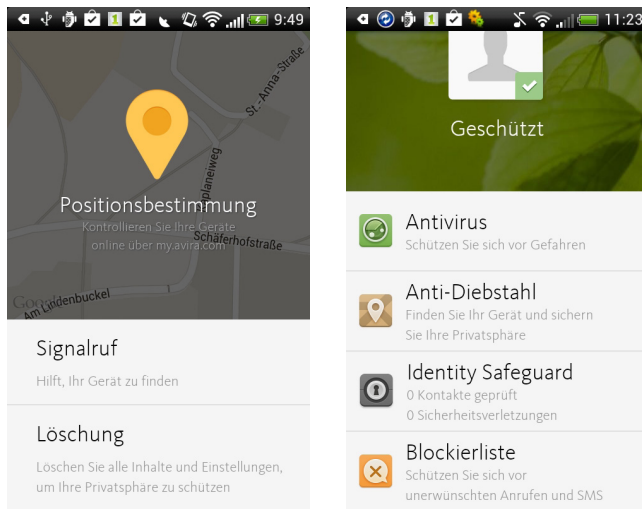 9:49
St.-Anna-Straße
Kaplaneiweg
Positionsbestimmung
Kontrollieren Sie Ihre Geräte
online über my.avira.com
Schäferhofstraße
Google
Am Lindenbuckel
Signalruf
Hilft, Ihr Gerät zu finden
Löschung
Löschen Sie alle Inhalte und Einstellungen,
um Ihre Privatsphäre zu schützen
11:23
Geschützt
Antivirus
Schützen Sie sich vor Gefahren
Anti-Diebstahl
Finden Sie Ihr Gerät und sichern
Sie Ihre Privatsphäre
Identity Safeguard
0 Kontakte geprüft
0 Sicherheitsverletzungen
Blockierliste
Schützen Sie sich vor
unerwünschten Anrufen und SMS